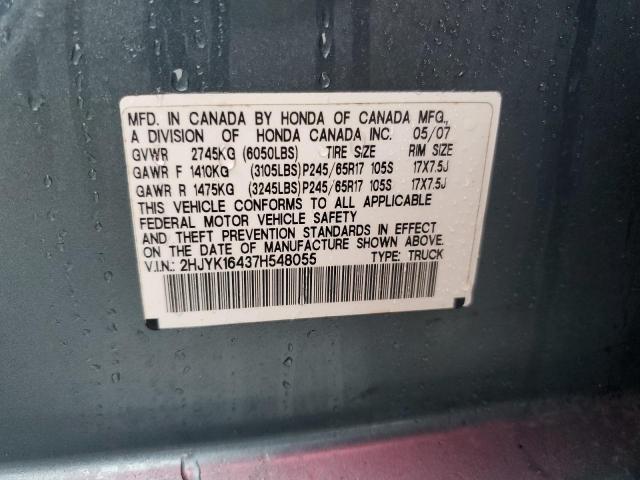 MFD. IN CANADA BY HONDA OF CANADA MFG.,
A DIVISION OF HONDA CANADA INC. 05/07
GVWR 2745KG (6050LBS) TIRE SIZE RIM SIZE
GAWR F 1410KG (3105LBS)P245/65R17 105S 17X7.5J
GAWR R 1475KG (3245LBS)P245/65R17 105S 17X7.5J
THIS VEHICLE CONFORMS TO ALL APPLICABLE
FEDERAL MOTOR VEHICLE SAFETY
AND THEFT PREVENTION STANDARDS IN EFFECT
ON THE DATE OF MANUFACTURE SHOWN ABOVE.
V.I.N.: 2HJYK16437H548055 TYPE: TRUCK